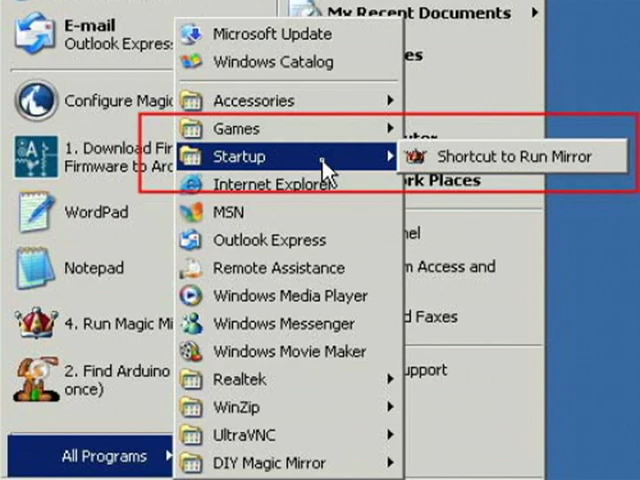 E-mail
Outlook Express
Configure Magic
1. Download Fir
Firmware to Arc
WordPad
Notepad
4. Run Magic Mi
2. Find Arduino
once)
All Programs
Microsoft Update
Windows Catalog
Accessories
Games
Startup
Internet Explorer
MSN
Outlook Express
Remote Assistance
Windows Media Player
Windows Messenger
Windows Movie Maker
Realtek
WinZip
UltraVNC
DIY Magic Mirror
My Recent Documents
Shortcut to Run Mirror
rk Places
m Access and
d Faxes
upport